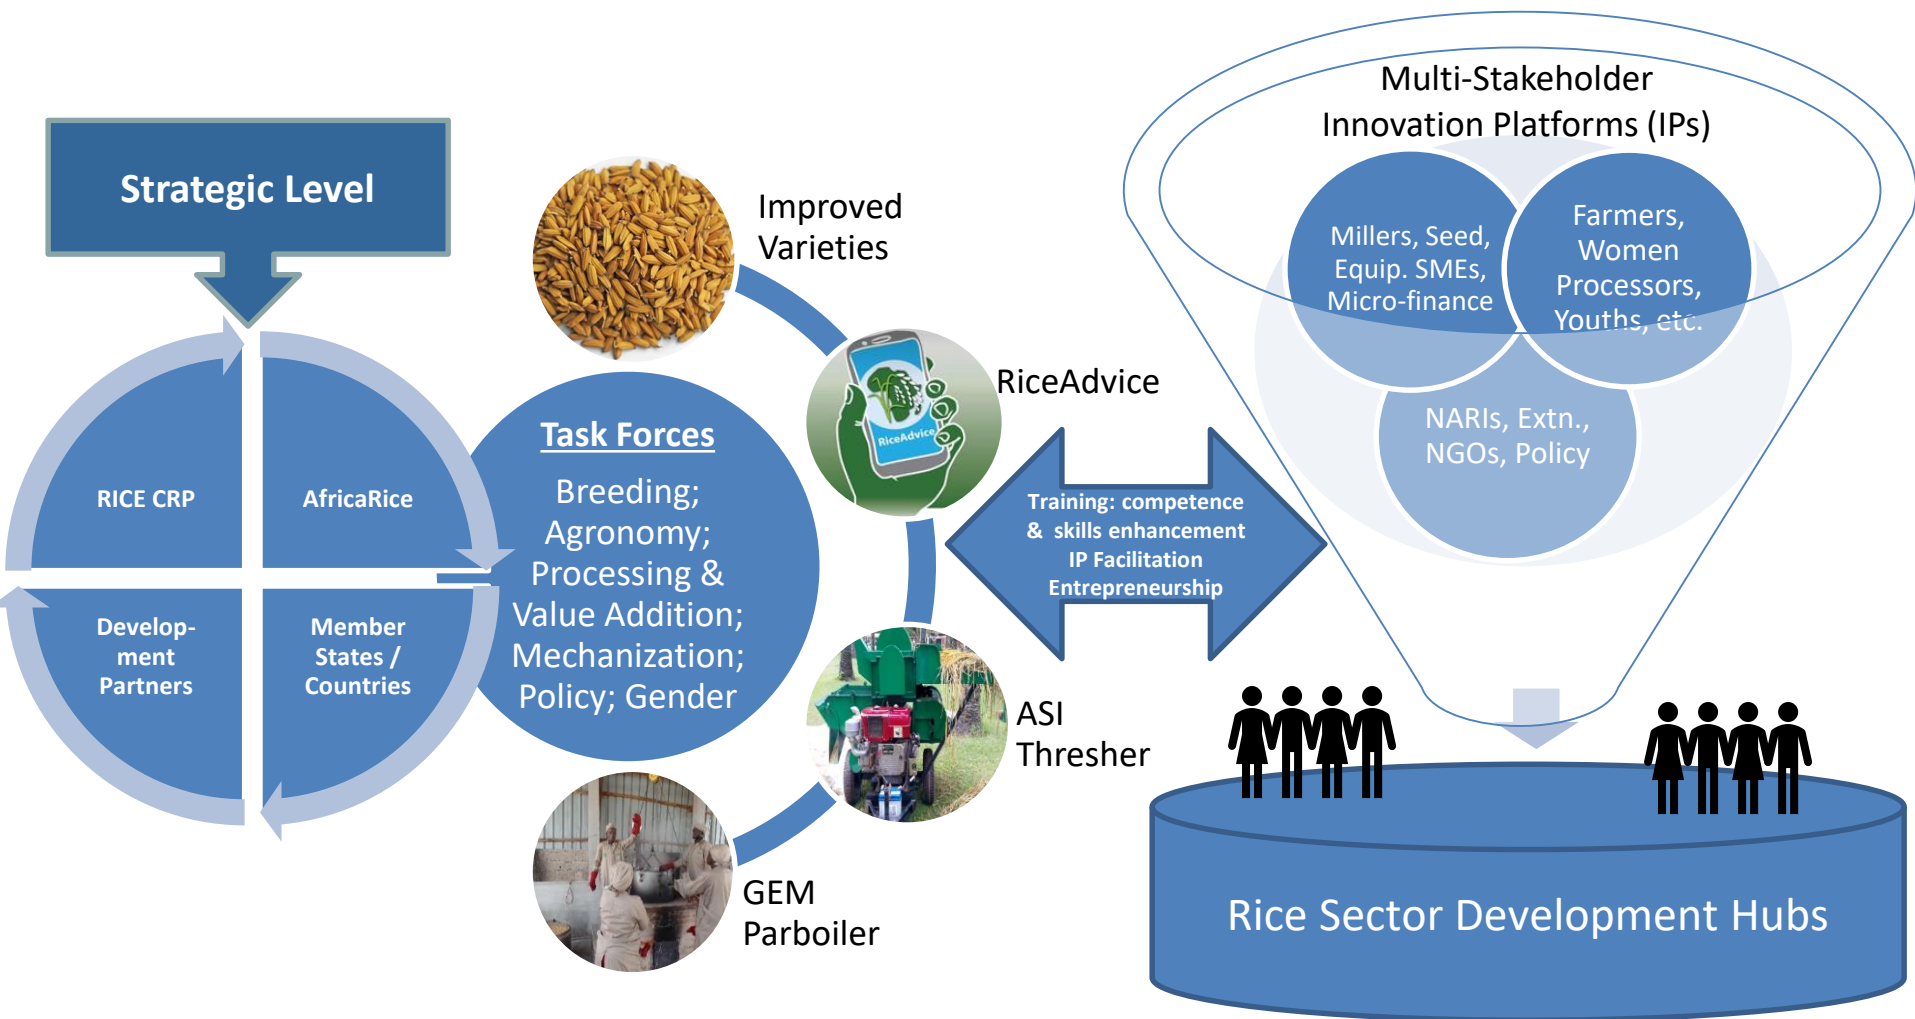 Strategic Level
RICE CRP
AfricaRice
Develop-
ment
Partners
Member
States /
Countries
Task Forces
Breeding;
Agronomy;
Processing &
Value Addition;
Mechanization;
Policy; Gender
Improved
Varieties
RiceAdvice
RiceAdvice
ASI
Thresher
GEM
Parboiler
Training: competence
& skills enhancement
IP Facilitation
Entrepreneurship
Multi-Stakeholder
Innovation Platforms (IPs)
Millers, Seed,
Equip. SMEs,
Micro-finance
Farmers,
Women
Processors,
Youths, etc.
NARIs, Extn.,
NGOs, Policy
Rice Sector Development Hubs